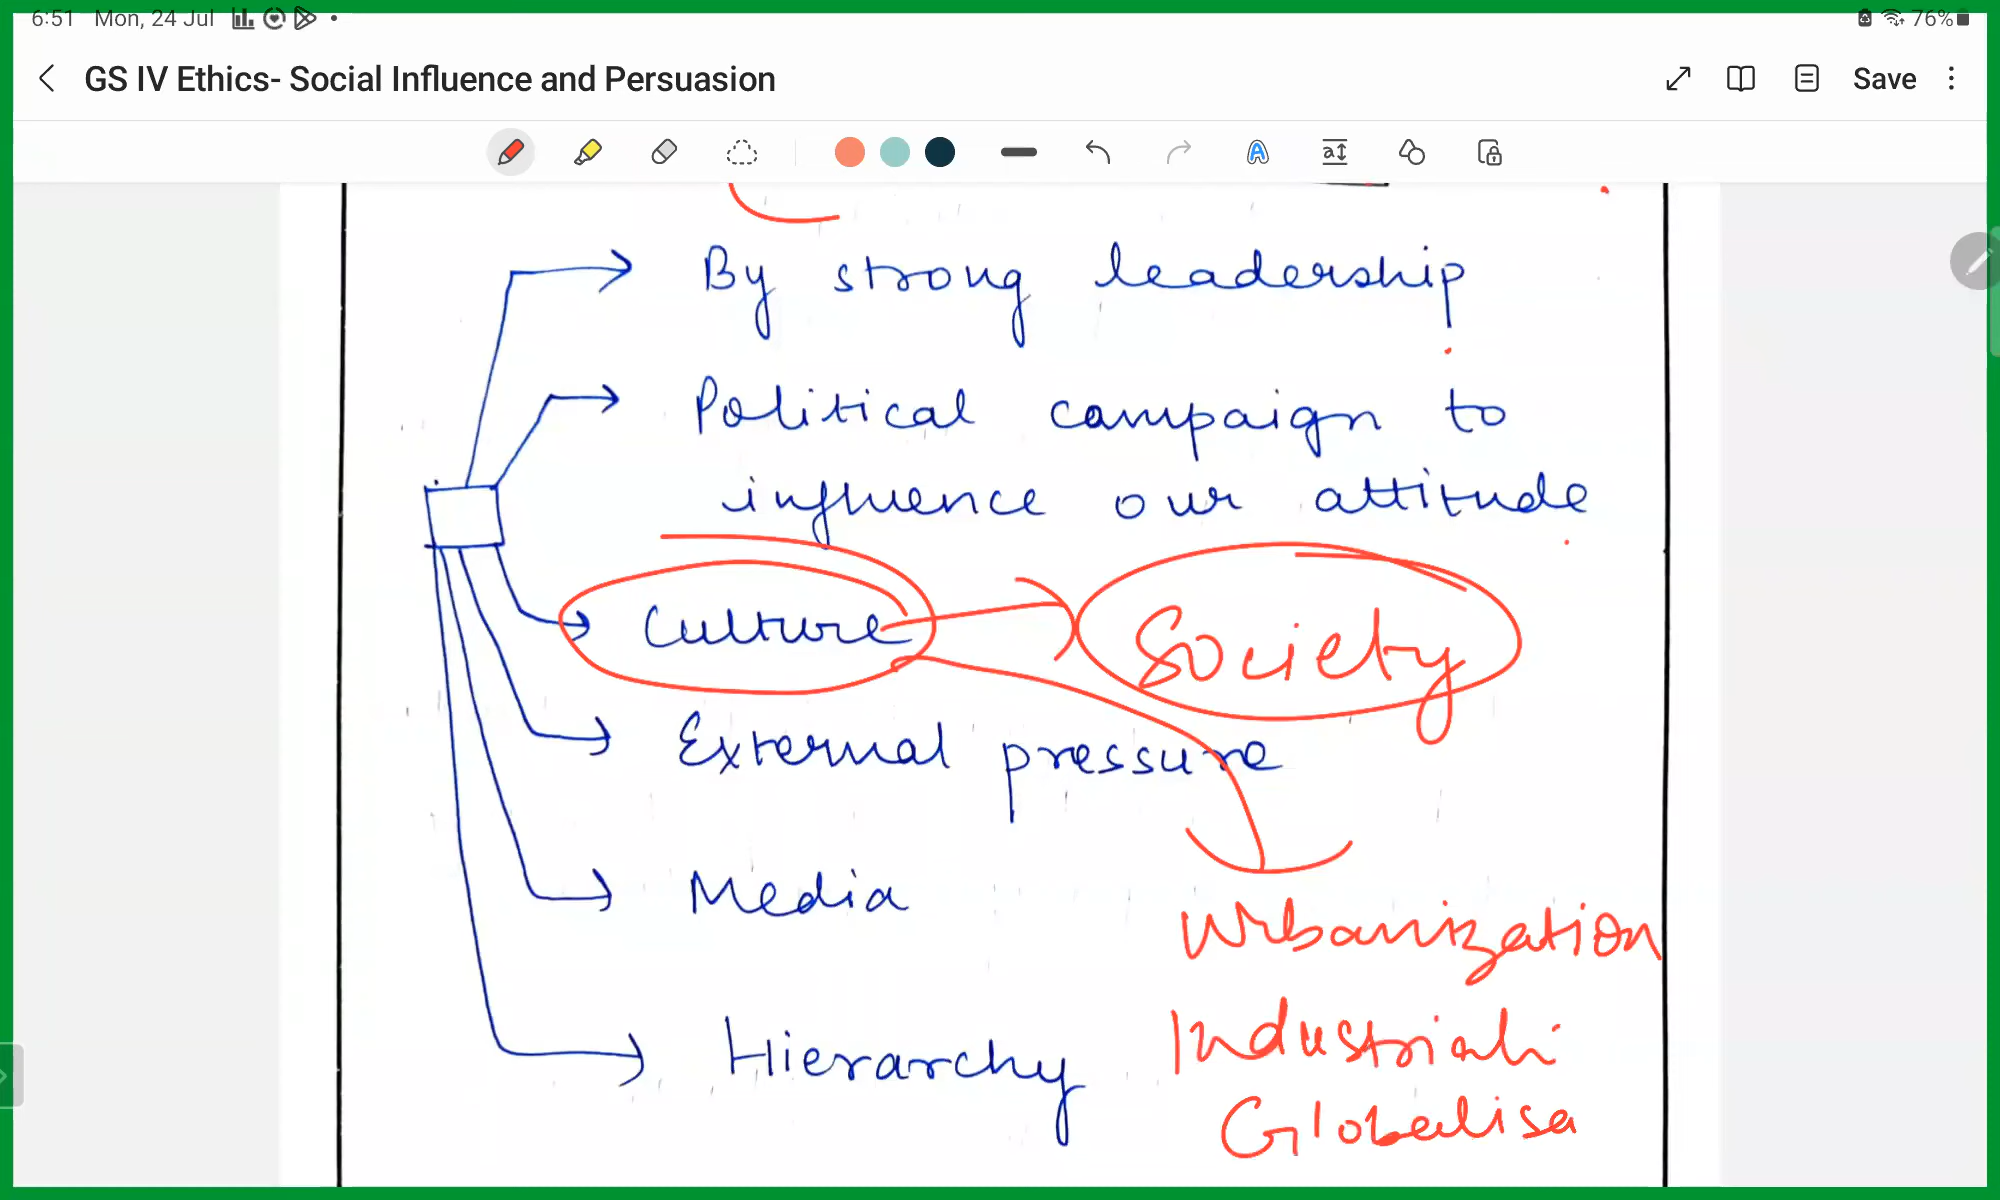 6:51 Mon, 24 Jul 76%
GS IV Ethics- Social Influence and Persuasion Save
By strong leadership
Political campaign to
influence our attitude
Culture Society
External pressure
Media
Urbanization
Hierarchy Industriali
Globalisa